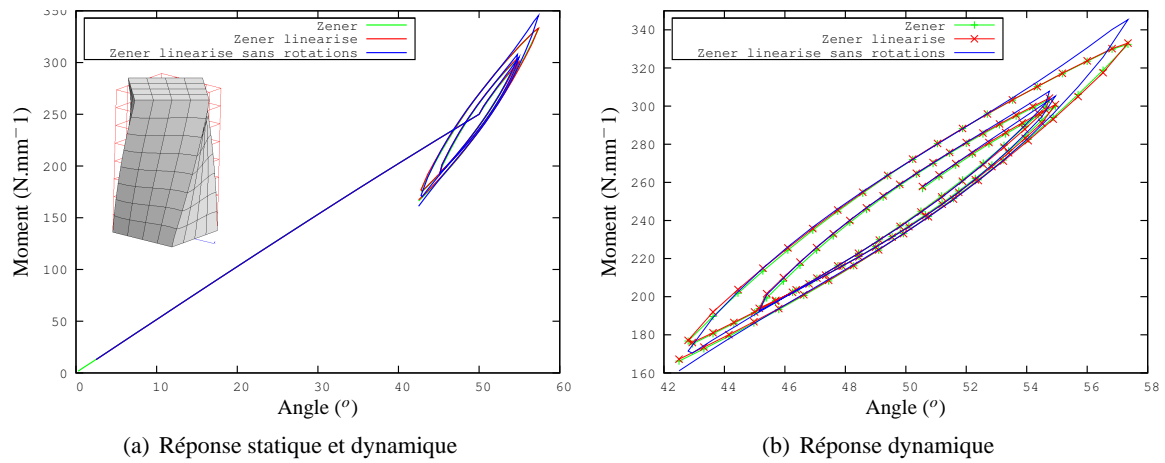 Zener
Zener linearise
Zener linearise sans rotations
350
300
250
200
150
100
50
0
0 10 20 30 40 50 60
Moment (N.mm− 1)
Angle (o)
(a) Réponse statique et dynamique
Zener
Zener linearise
Zener linearise sans rotations
340
320
300
280
260
240
220
200
180
160
42 44 46 48 50 52 54 56 58
Moment (N.mm− 1)
Angle (o)
(b) Réponse dynamique